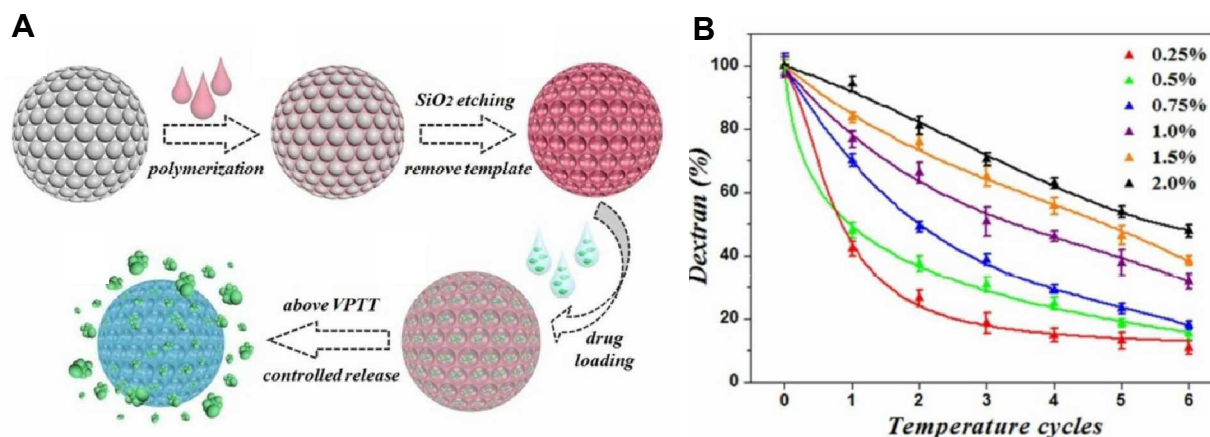 A
polymerization
SiO2 etching
remove template
drug
loading
above VPTT
controlled release
B
Dextran (%)
100
80
60
40
20
0
0 1 2 3 4 5 6
Temperature cycles
0.25%
0.5%
0.75%
1.0%
1.5%
2.0%